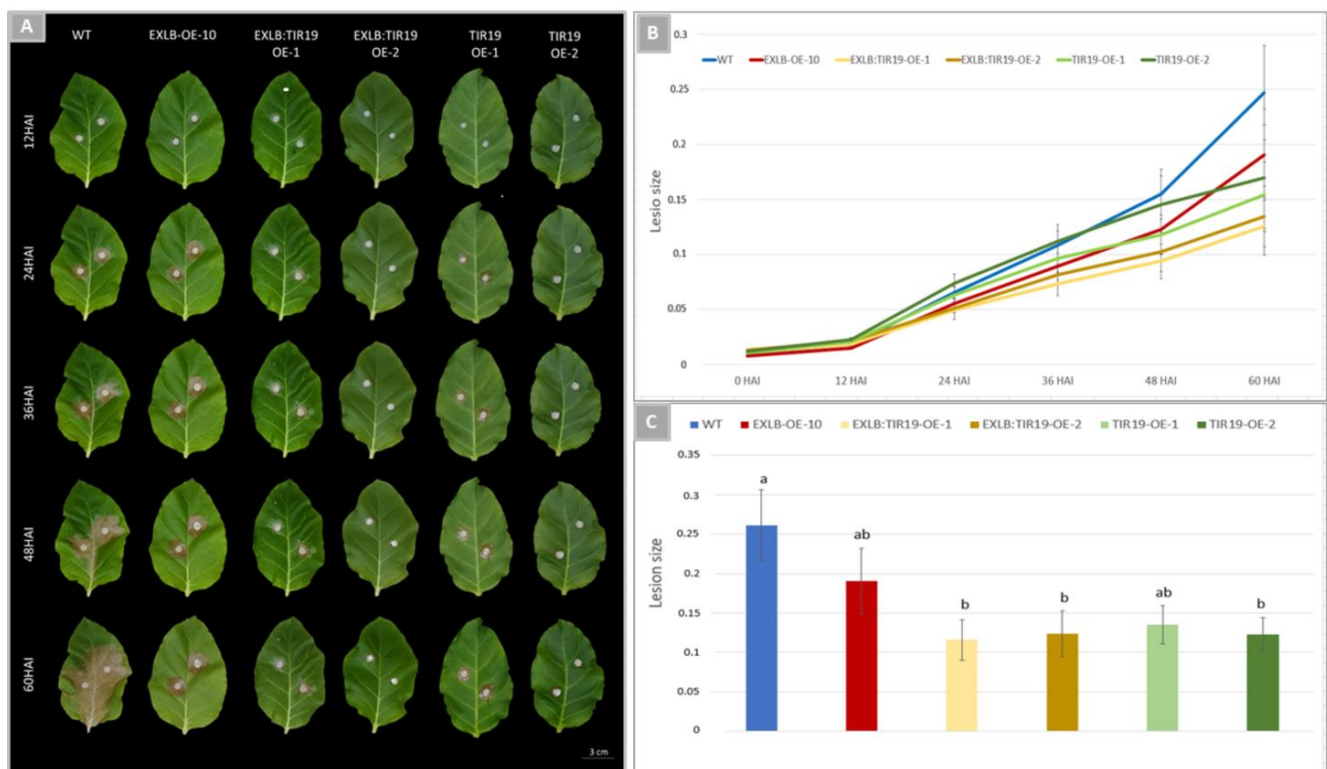 A
WT EXLB-OE-10 EXLB:TIR19 EXLB:TIR19 TIR19 TIR19
OE-1 OE-2 OE-1 OE-2
12HAI
24HAI
36HAI
48HAI
60HAI
3 cm
B
0.3
WT EXLB-OE-10 EXLB:TIR19-OE-1 EXLB:TIR19-OE-2 TIR19-OE-1 TIR19-OE-2
0.25
0.2
0.15
0.1
0.05
0
Lesio size
0 HAI 12 HAI 24 HAI 36 HAI 48 HAI 60 HAI
C
WT EXLB-OE-10 EXLB:TIR19-OE-1 EXLB:TIR19-OE-2 TIR19-OE-1 TIR19-OE-2
0.35
0.3
0.25
0.2
0.15
0.1
0.05
0
Lesion size
a
ab
b
b
ab
b